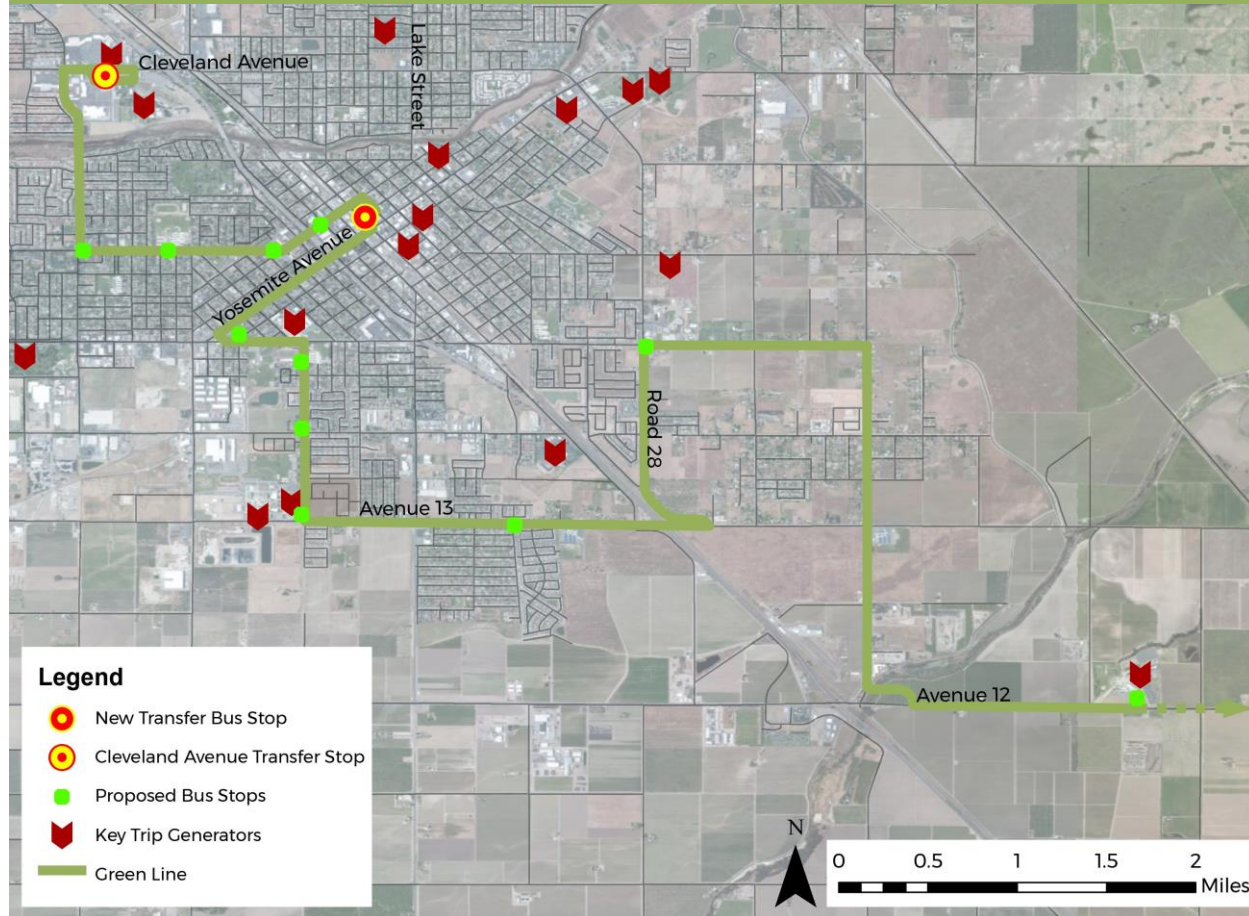 Lake Street
Cleveland Avenue
Yosemite Avenue
Road 28
Avenue 13
Avenue 12
Legend
New Transfer Bus Stop
Cleveland Avenue Transfer Stop
Proposed Bus Stops
Key Trip Generators
Green Line
N
0 0.5 1 1.5 2
Miles